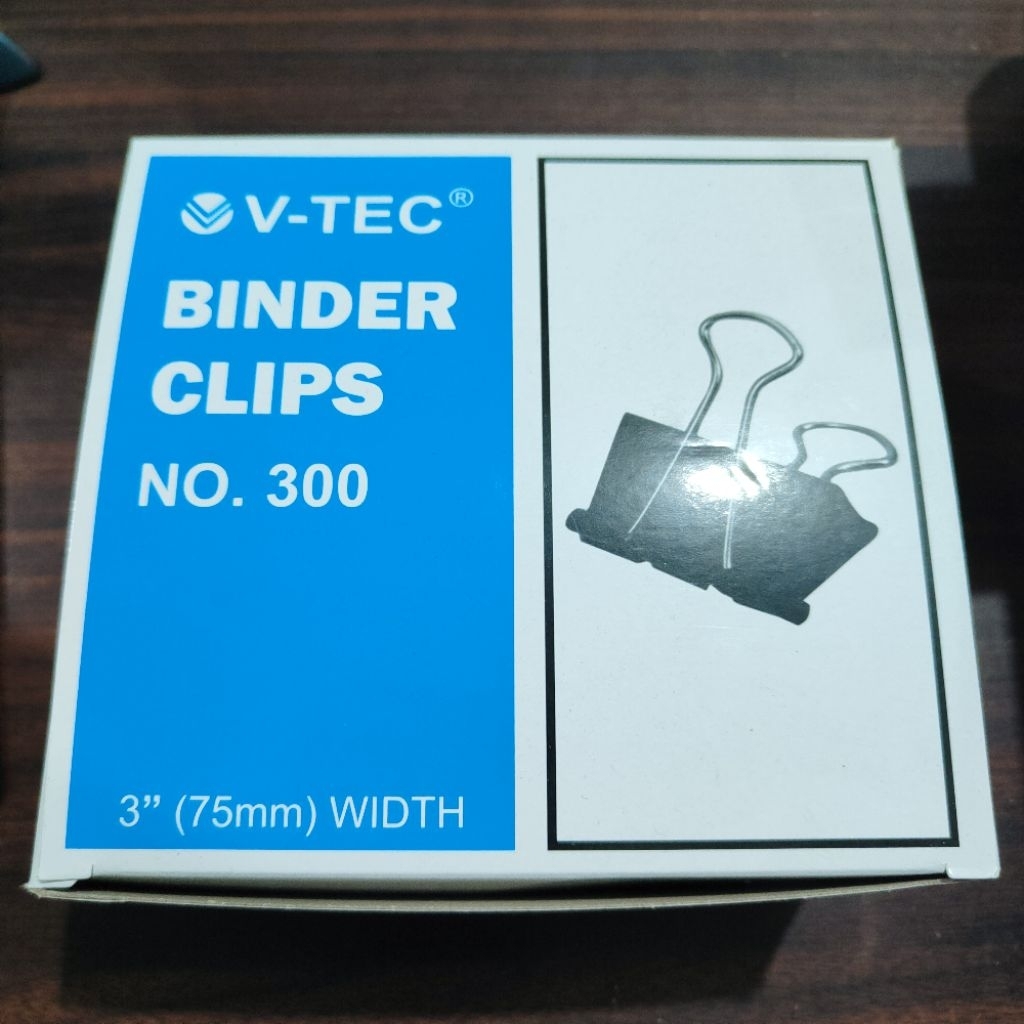 V-TEC®
BINDER
CLIPS
NO. 300
3” (75mm) WIDTH